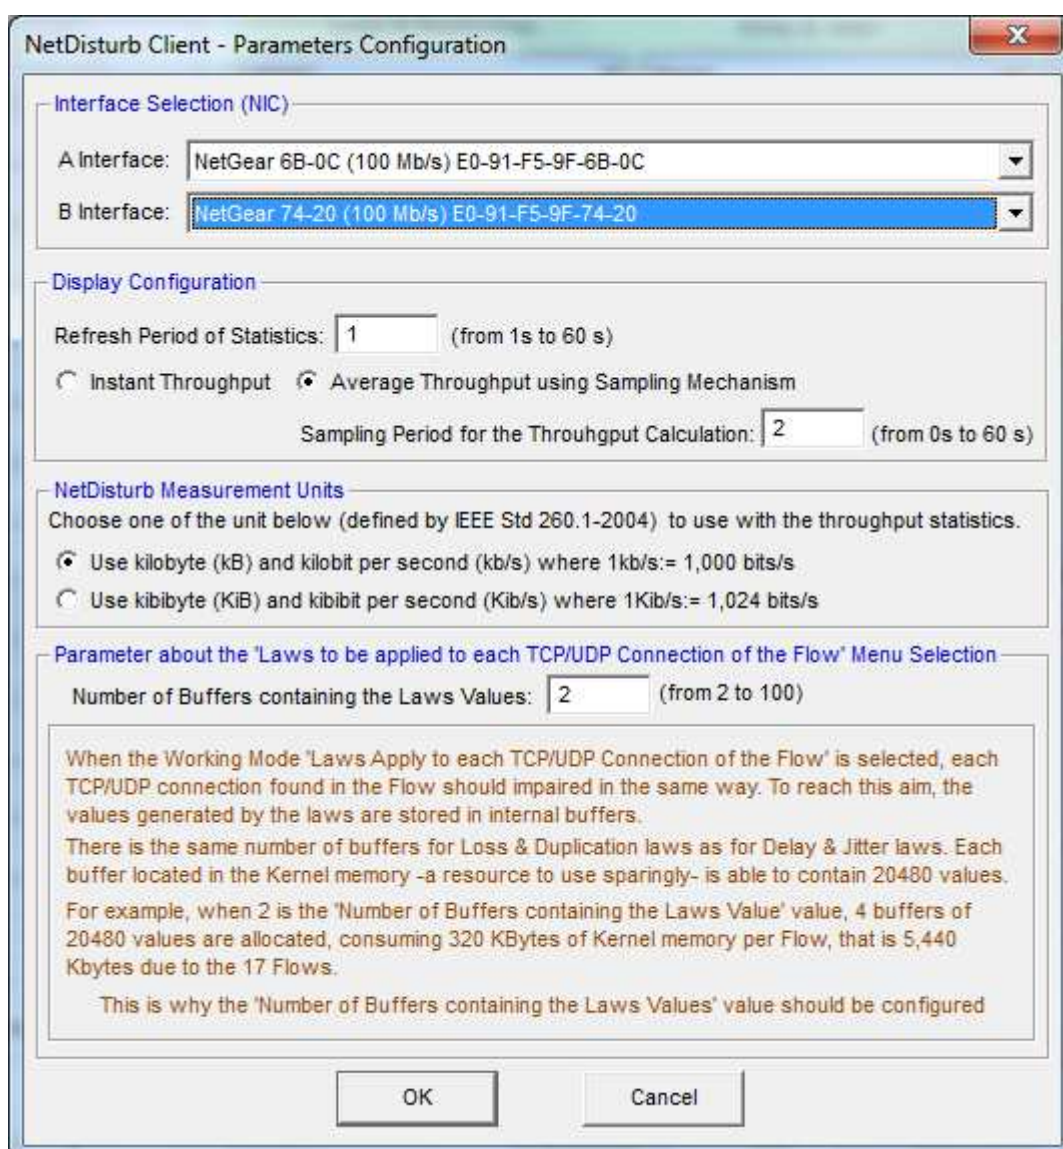 NetDisturb Client - Parameters Configuration
Interface Selection (NIC)
A Interface: NetGear 6B-0C (100 Mb/s) E0-91-F5-9F-6B-0C
B Interface: NetGear 74-20 (100 Mb/s) E0-91-F5-9F-74-20
Display Configuration
Refresh Period of Statistics: 1 (from 1s to 60 s)
Instant Throughput Average Throughput using Sampling Mechanism
Sampling Period for the Throuhgput Calculation: 2 (from 0s to 60 s)
NetDisturb Measurement Units
Choose one of the unit below (defined by IEEE Std 260.1-2004) to use with the throughput statistics.
Use kilobyte (kB) and kilobit per second (kb/s) where 1kb/s:= 1,000 bits/s
Use kibibyte (KiB) and kibibit per second (Kib/s) where 1Kib/s:= 1,024 bits/s
Parameter about the 'Laws to be applied to each TCP/UDP Connection of the Flow' Menu Selection
Number of Buffers containing the Laws Values: 2 (from 2 to 100)
When the Working Mode 'Laws Apply to each TCP/UDP Connection of the Flow' is selected, each
TCP/UDP connection found in the Flow should impaired in the same way. To reach this aim, the
values generated by the laws are stored in internal buffers.
There is the same number of buffers for Loss & Duplication laws as for Delay & Jitter laws. Each
buffer located in the Kernel memory -a resource to use sparingly- is able to contain 20480 values.
For example, when 2 is the 'Number of Buffers containing the Laws Value' value, 4 buffers of
20480 values are allocated, consuming 320 KBytes of Kernel memory per Flow, that is 5,440
Kbytes due to the 17 Flows.
This is why the 'Number of Buffers containing the Laws Values' value should be configured
OK Cancel